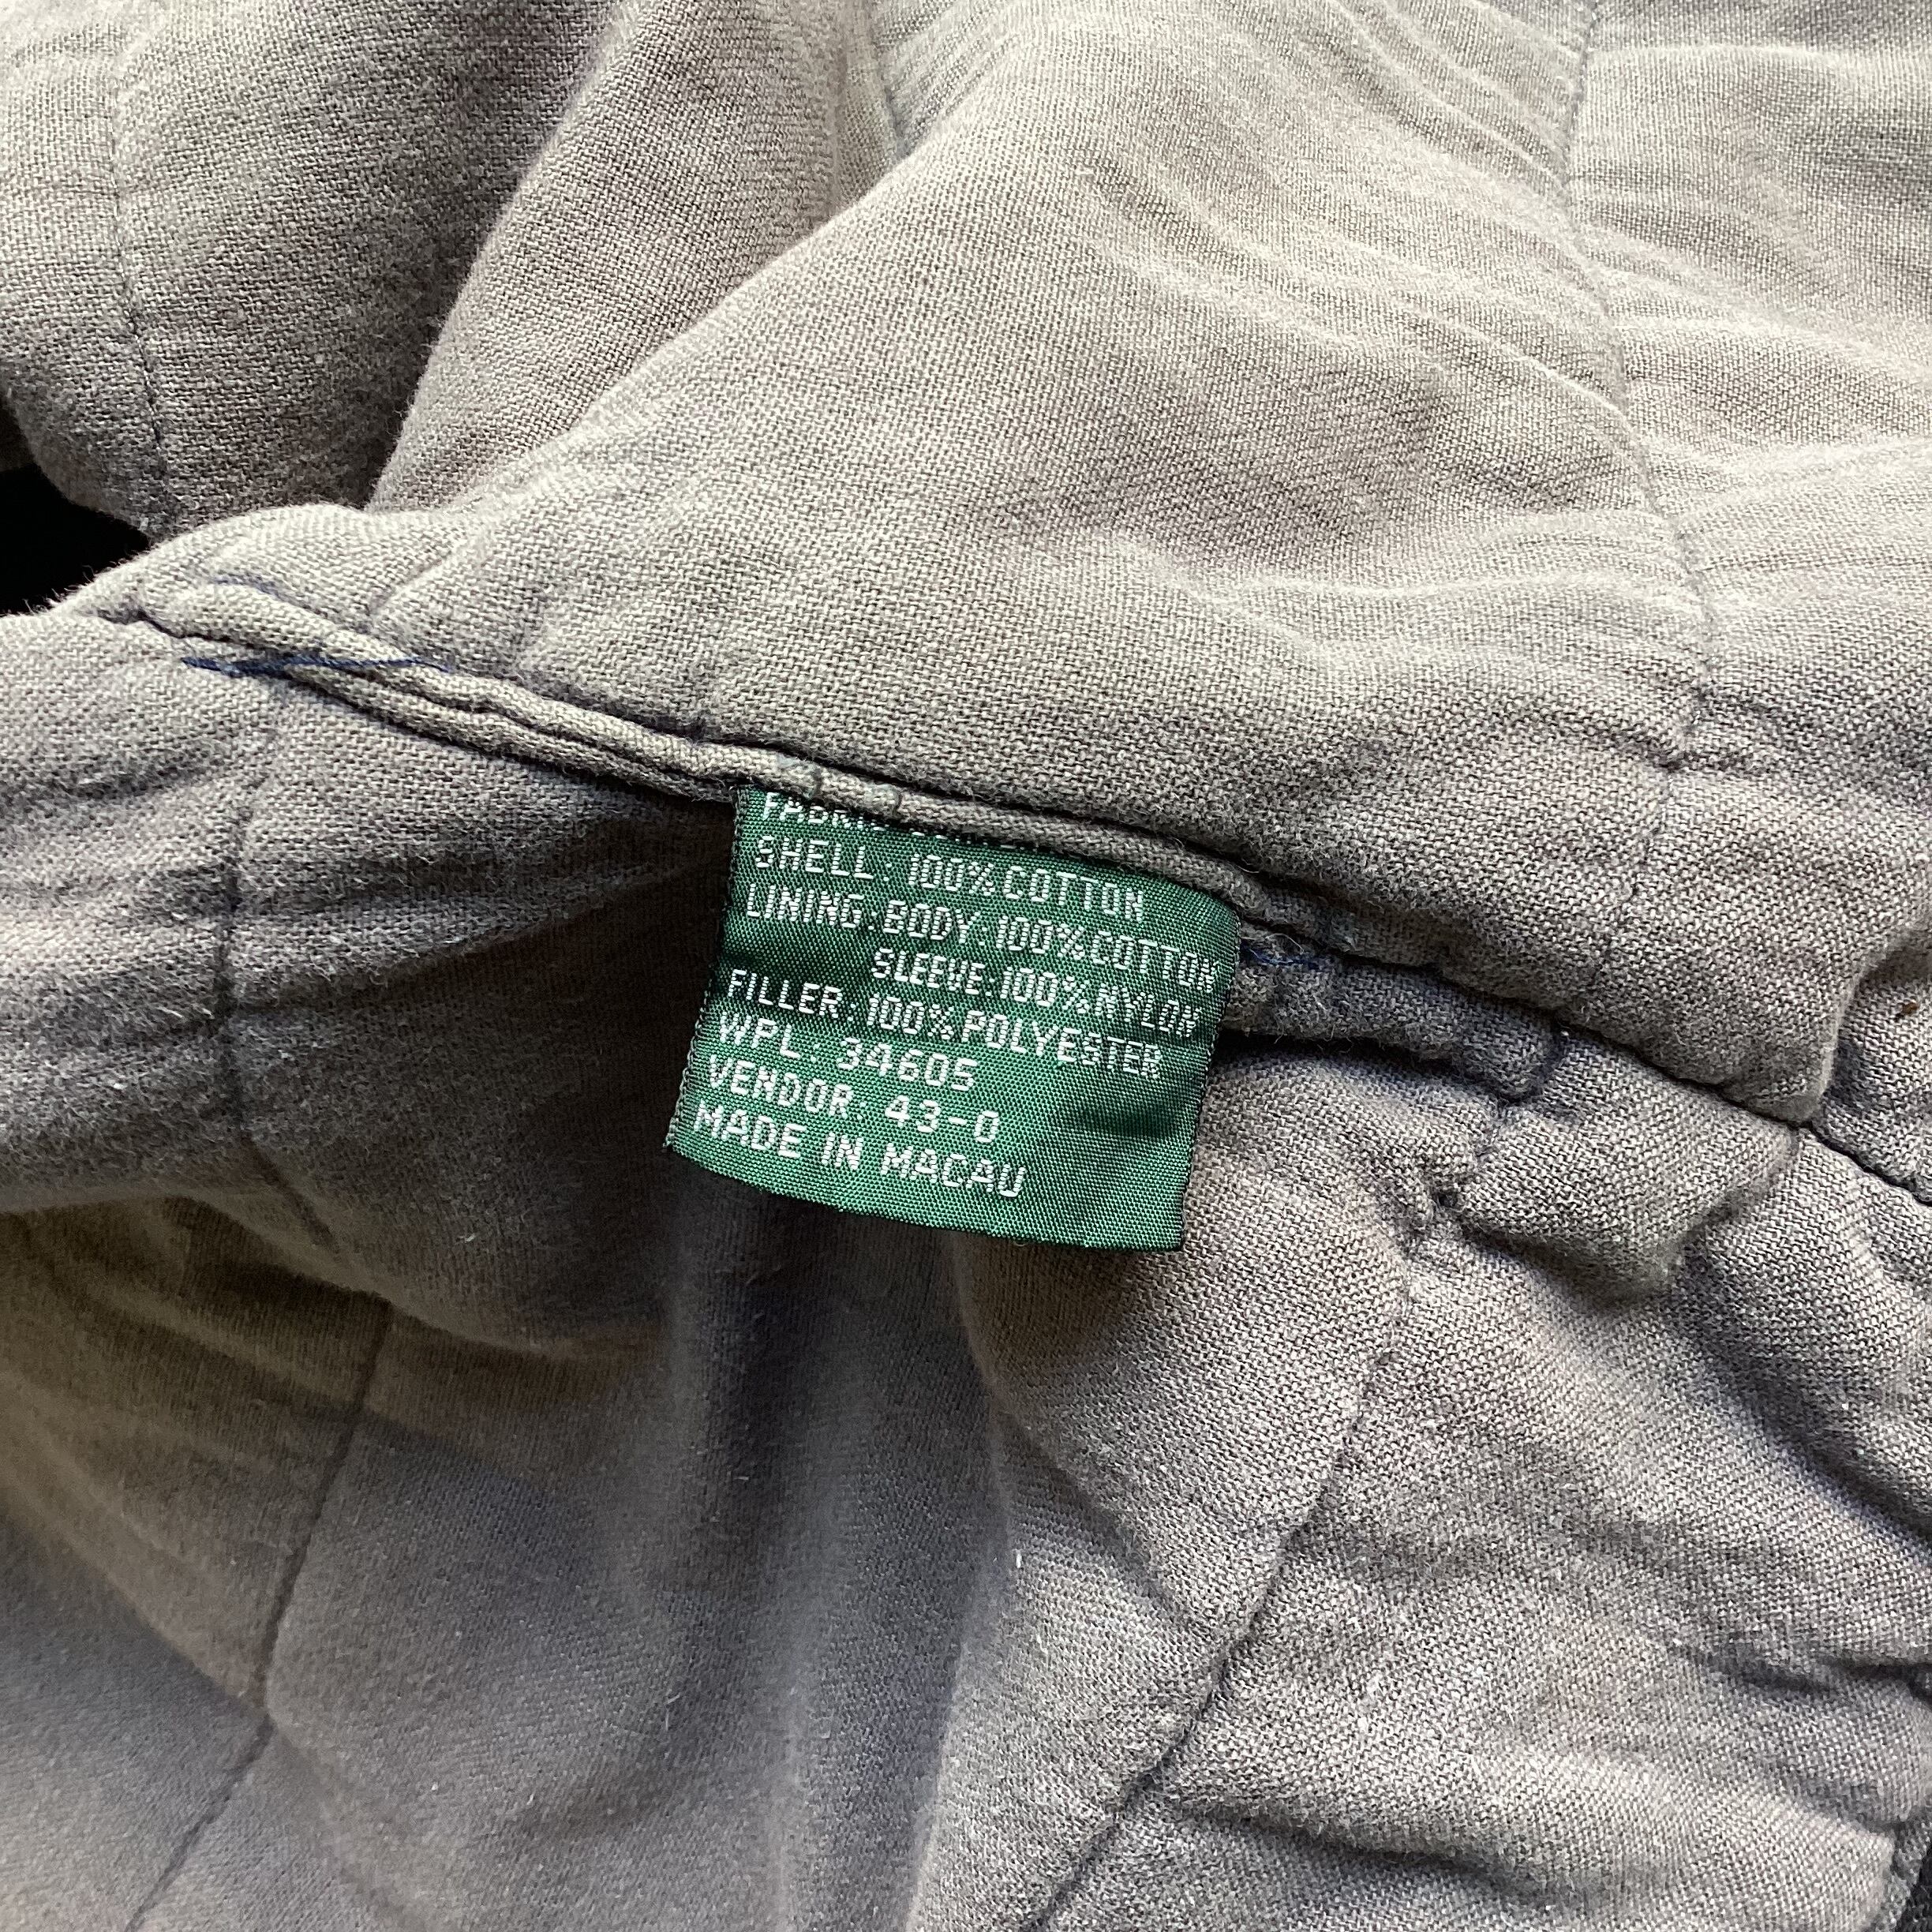 SHELL: 100% COTTON
LINING: BODY: 100% COTTON
SLEEVE: 100% NYLON
FILLER: 100% POLYESTER
WPL: 34605
VENDOR: 43-0
MADE IN MACAU